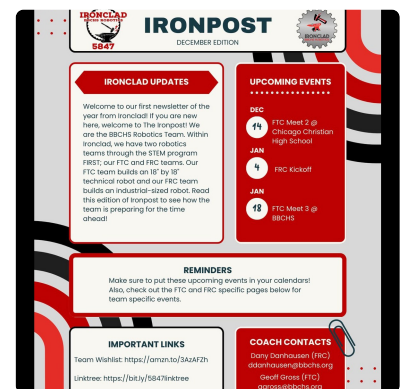 IRONCLAD
BBCHS ROBOTICS
5847
IRONPOST
DECEMBER EDITION
IRONCLAD
IRONCLAD UPDATES
Welcome to our first newsletter of the
year from Ironclad! If you are new
here, welcome to The Ironpost! We
are the BBCHS Robotics Team. Within
Ironclad, we have two robotics
teams through the STEM program
FIRST; our FTC and FRC teams. Our
FTC team builds an 18" by 18"
technical robot and our FRC team
builds an industrial-sized robot. Read
this edition of Ironpost to see how the
team is preparing for the time
ahead!
UPCOMING EVENTS
DEC
14
FTC Meet 2 @
Chicago Christian
High School
JAN
4
FRC Kickoff
JAN
18
FTC Meet 3 @
BBCHS
REMINDERS
Make sure to put these upcoming events in your calendars!
Also, check out the FTC and FRC specific pages below for
team specific events.
IMPORTANT LINKS
Team Wishlist: https://amzn.to/3AzAFZh
Linktree: https://bit.ly/5847linktree
COACH CONTACTS
Dany Danhausen (FRC)
ddanhausen@bbchs.org
Geoff Gross (FTC)
ggross@bbchs.org